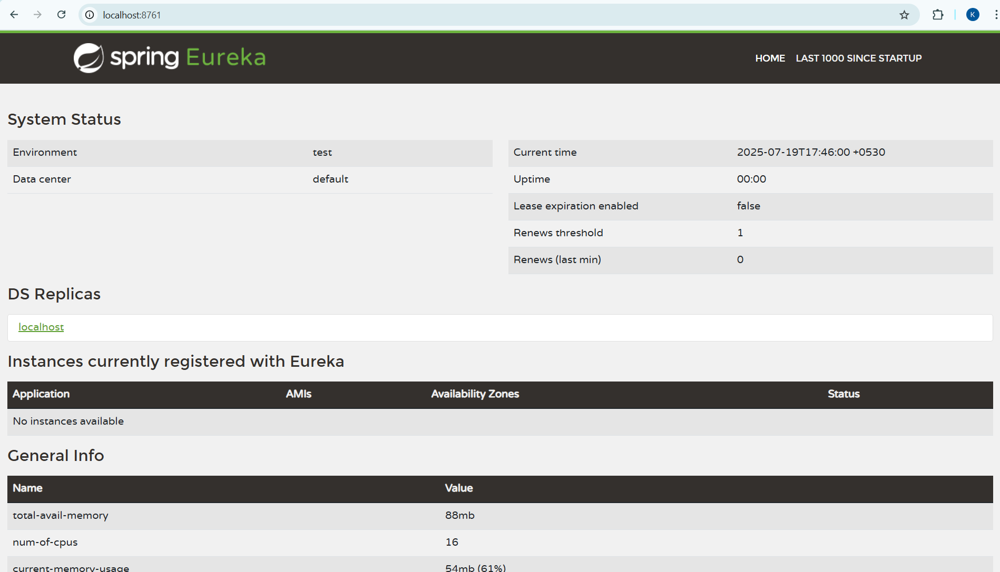 localhost:8761
K
spring Eureka
HOME LAST 1000 SINCE STARTUP
System Status
Environment test
Data center default
Current time 2025-07-19T17:46:00 +0530
Uptime 00:00
Lease expiration enabled false
Renews threshold 1
Renews (last min) 0
DS Replicas
localhost
Instances currently registered with Eureka
Application AMIs Availability Zones Status
No instances available
General Info
Name Value
total-avail-memory 88mb
num-of-cpus 16
current-memory-usage 54mb (61%)